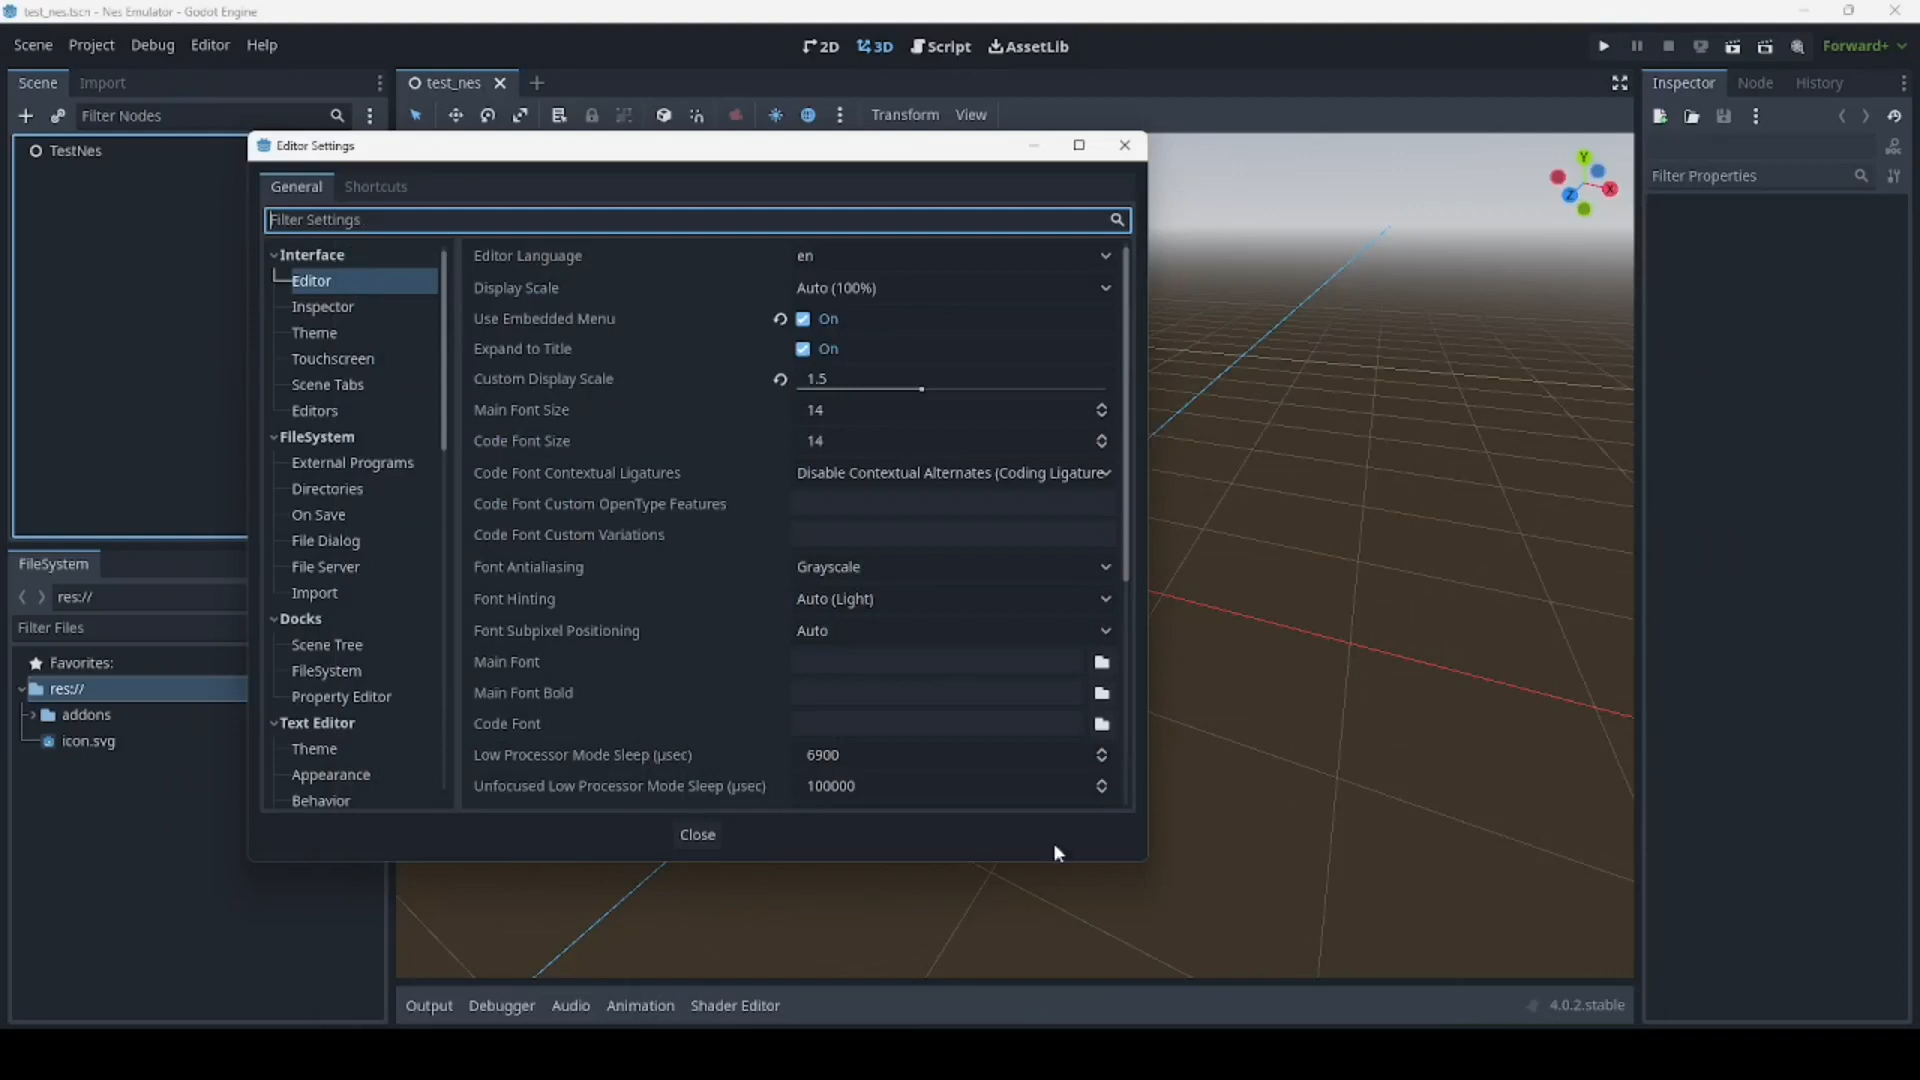 test_nes.tscn - Nes Emulator - Godot Engine
Scene Project Debug Editor Help
2D 3D Script AssetLib
Forward+
Scene Import
test_nes
Inspector Node History
Filter Nodes
Transform View
TestNes
Filter Properties
Y
X
Z
Editor Settings
General Shortcuts
Filter Settings
Interface
Editor
Inspector
Theme
Touchscreen
Scene Tabs
Editors
FileSystem
External Programs
Directories
On Save
File Dialog
File Server
Import
Docks
Scene Tree
FileSystem
Property Editor
Text Editor
Theme
Appearance
Behavior
Editor Language en
Display Scale Auto (100%)
Use Embedded Menu On
Expand to Title On
Custom Display Scale 1.5
Main Font Size 14
Code Font Size 14
Code Font Contextual Ligatures Disable Contextual Alternates (Coding Ligature
Code Font Custom OpenType Features
Code Font Custom Variations
Font Antialiasing Grayscale
Font Hinting Auto (Light)
Font Subpixel Positioning Auto
Main Font
Main Font Bold
Code Font
Low Processor Mode Sleep (µsec) 6900
Unfocused Low Processor Mode Sleep (µsec) 100000
Close
FileSystem
res://
Filter Files
Favorites:
res://
addons
icon.svg
Output Debugger Audio Animation Shader Editor
4.0.2.stable